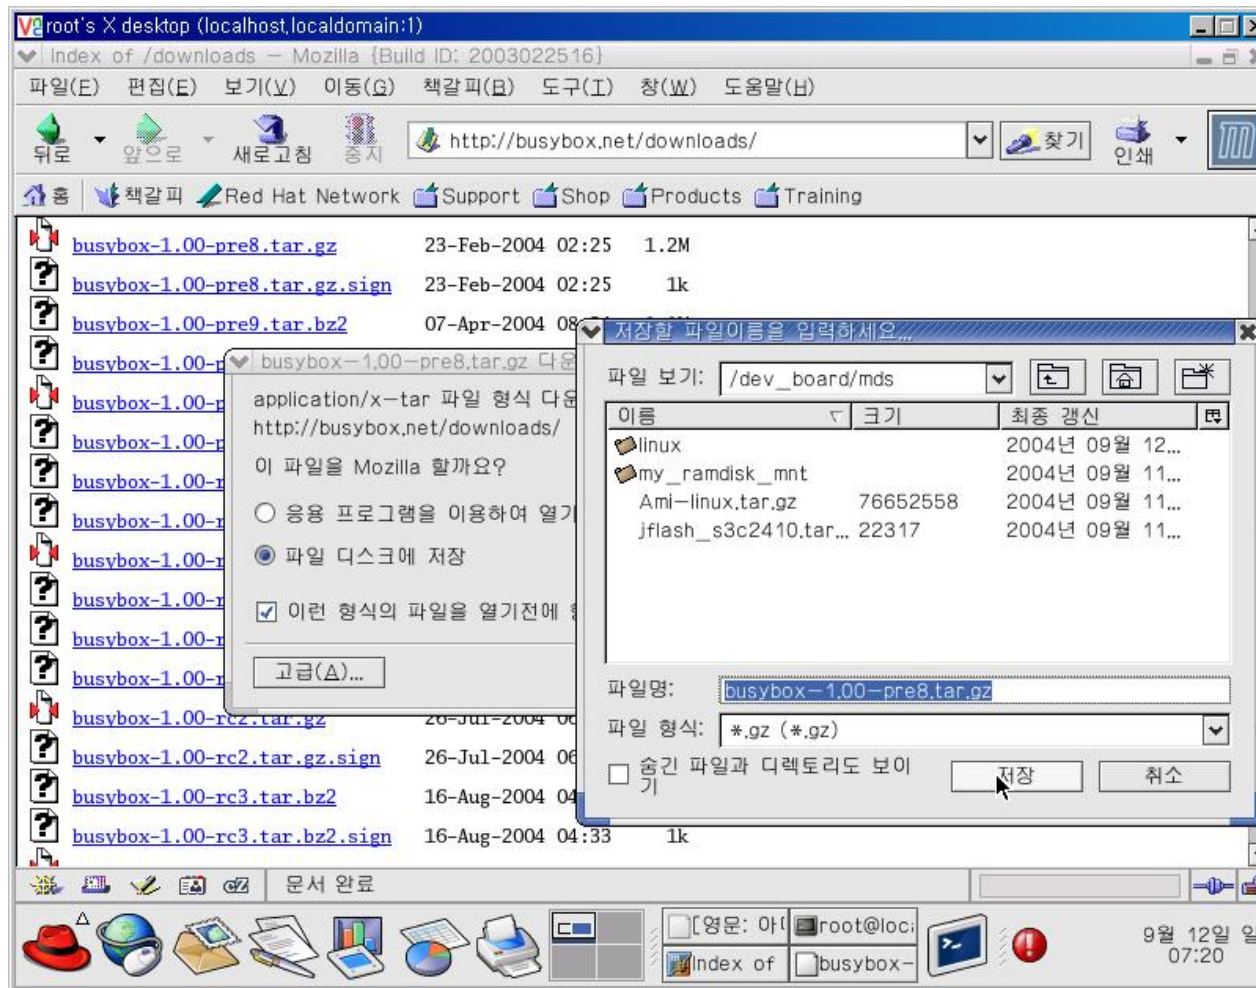 root's X desktop (localhost.localdomain:1)
Index of /downloads - Mozilla {Build ID: 2003022516}
파일(E) 편집(E) 보기(V) 이동(G) 책갈피(B) 도구(T) 창(W) 도움말(H)
뒤로 앞으로 새로고침 중지 http://busybox.net/downloads/ 찾기 인쇄
홈 책갈피 Red Hat Network Support Shop Products Training
busybox-1.00-pre8.tar.gz 23-Feb-2004 02:25 1.2M
busybox-1.00-pre8.tar.gz.sign 23-Feb-2004 02:25 1k
busybox-1.00-pre9.tar.bz2 07-Apr-2004
busybox-1.00-rc2.tar.gz 26-Jul-2004
busybox-1.00-rc2.tar.gz.sign 26-Jul-2004
busybox-1.00-rc3.tar.bz2 16-Aug-2004
busybox-1.00-rc3.tar.bz2.sign 16-Aug-2004 04:33 1k
busybox-1.00-pre8.tar.gz
application/x-tar 파일 형식
http://busybox.net/downloads/
이 파일을 Mozilla 할까요?
응용 프로그램을 이용하여 열기
파일 디스크에 저장
이런 형식의 파일을 열기전에
고급(A)...
저장할 파일이름을 입력하세요...
파일 보기: /dev_board/mds
이름 크기 최종 갱신
linux 2004년 09월 12...
my_ramdisk_mnt 2004년 09월 11...
Ami-linux.tar.gz 76652558 2004년 09월 11...
jflash_s3c2410.tar... 22317 2004년 09월 11...
파일명: busybox-1.00-pre8.tar.gz
파일 형식: *.gz (*.gz)
숨긴 파일과 디렉토리도 보이
기
저장 취소
문서 완료
[영문: root@loc
Index of busybox-
9월 12일 일
07:20